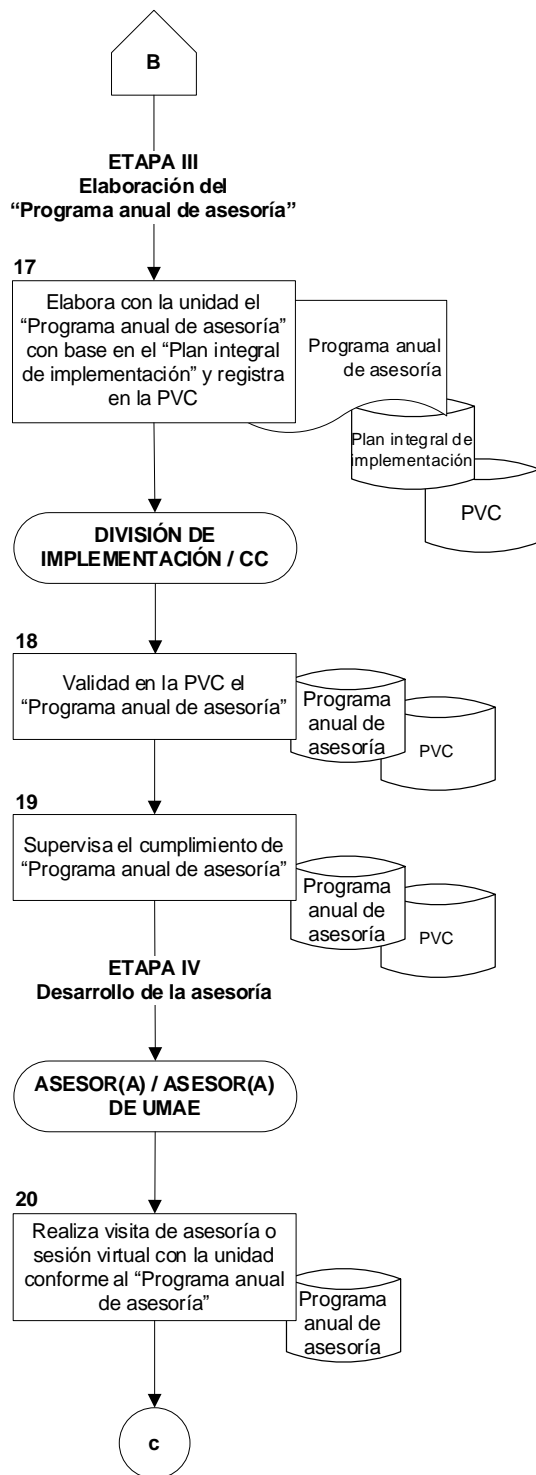 B
ETAPA III
Elaboración del
“Programa anual de asesoría”
17
Elabora con la unidad el
“Programa anual de asesoría”
con base en el “Plan integral
de implementación” y registra
en la PVC
Programa anual
de asesoría
Plan integral de
implementación
PVC
DIVISIÓN DE
IMPLEMENTACIÓN / CC
18
Validad en la PVC el
“Programa anual de asesoría”
Programa
anual de
asesoría
PVC
19
Supervisa el cumplimiento de
“Programa anual de asesoría”
Programa
anual de
asesoría
PVC
ETAPA IV
Desarrollo de la asesoría
ASESOR(A) / ASESOR(A)
DE UMAE
20
Realiza visita de asesoría o
sesión virtual con la unidad
conforme al “Programa anual
de asesoría”
Programa
anual de
asesoría
c